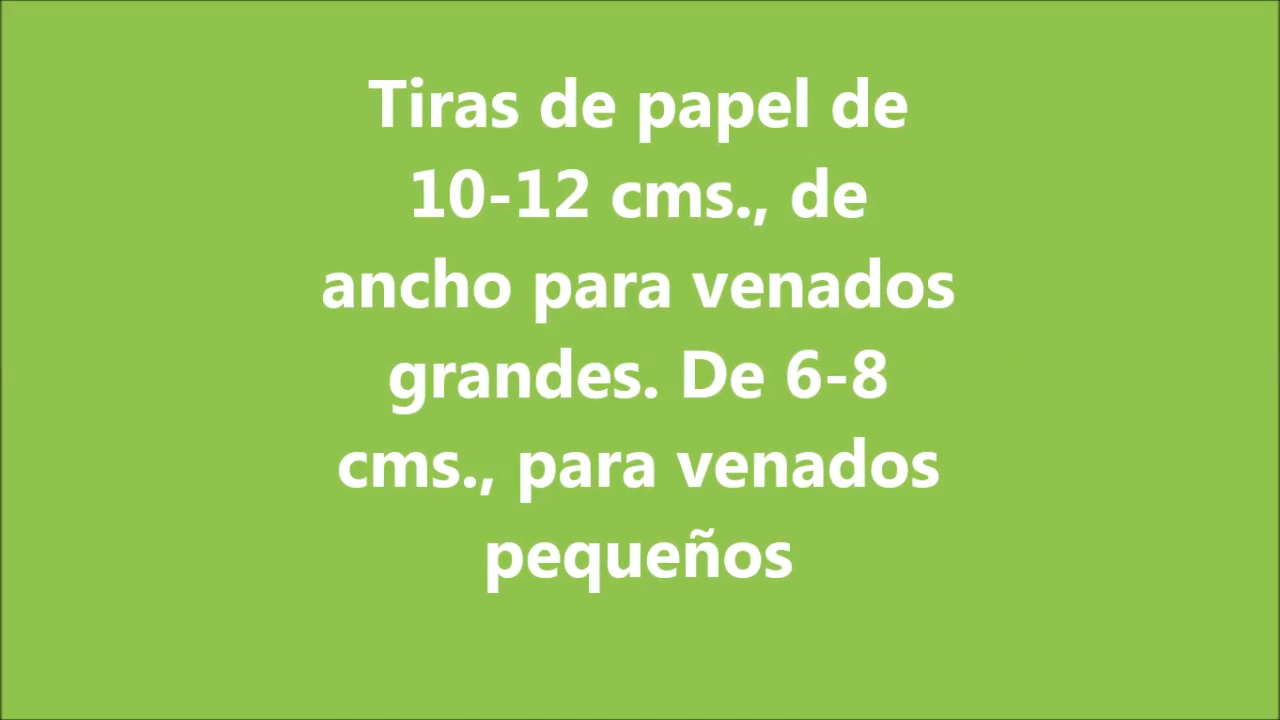 Tiras de papel de
10-12 cms., de
ancho para venados
grandes. De 6-8
cms., para venados
pequeños